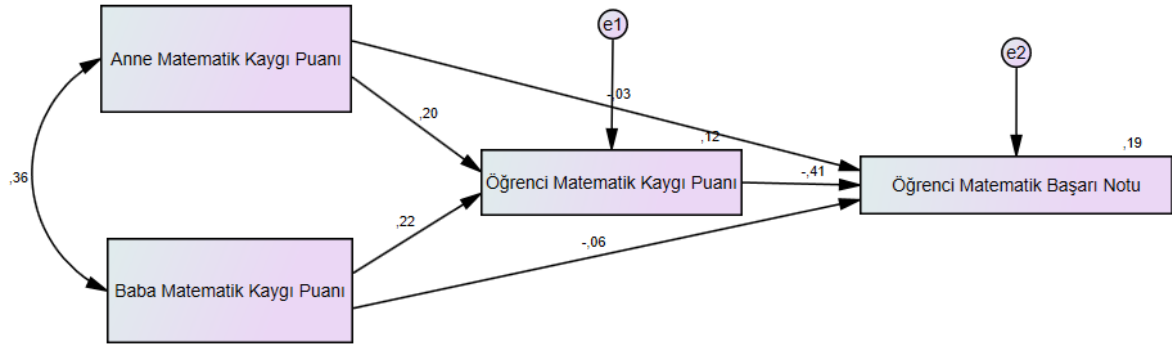 e1
Anne Matematik Kaygı Puanı
e2
-,03
,20
,12
,19
,36
Öğrenci Matematik Kaygı Puanı
-,41
Öğrenci Matematik Başarı Notu
,22
-,06
Baba Matematik Kaygı Puanı